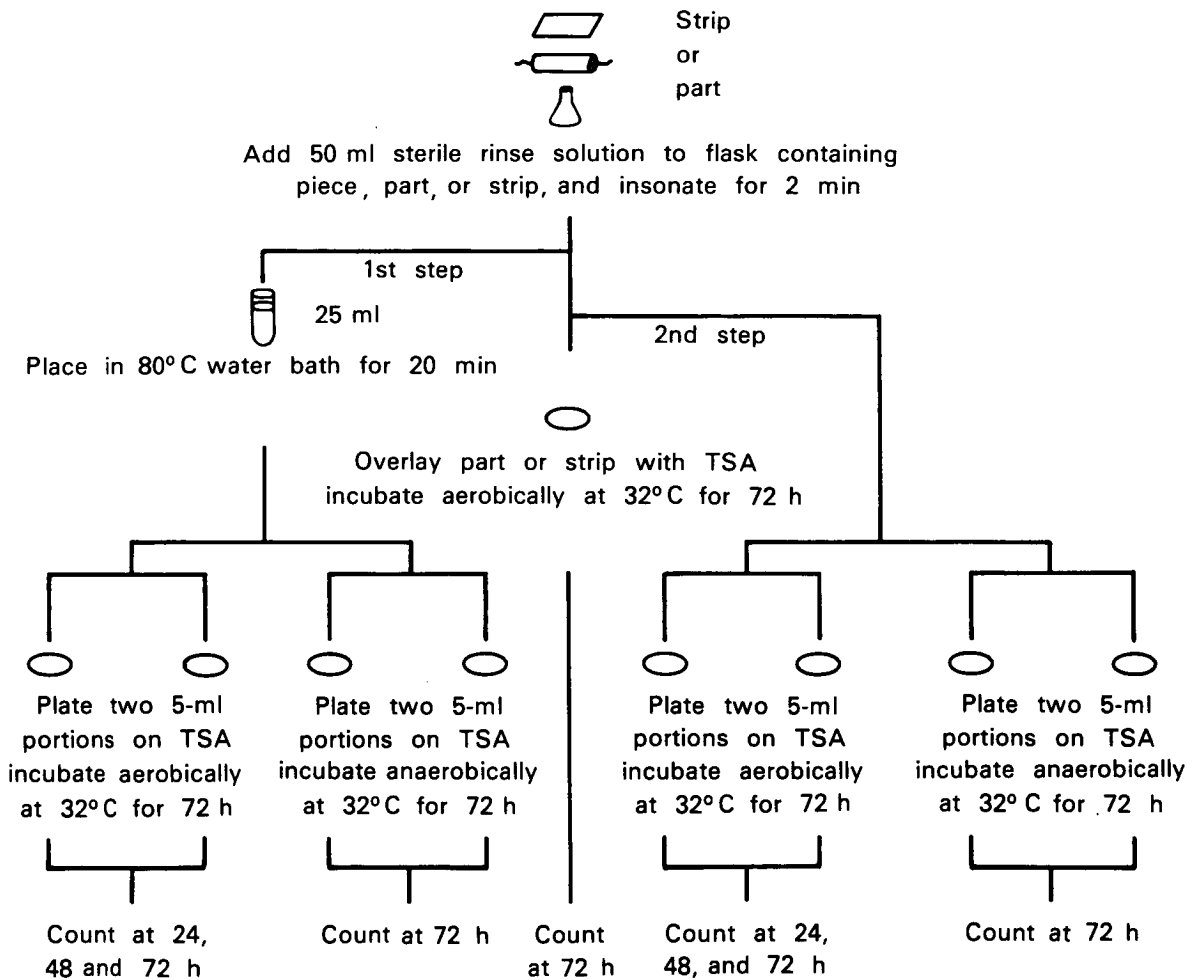 Strip
or
part
Add 50 ml sterile rinse solution to flask containing
piece, part, or strip, and insonate for 2 min
1st step
25 ml
2nd step
Place in 80°C water bath for 20 min
Overlay part or strip with TSA
incubate aerobically at 32°C for 72 h
Plate two 5-ml
portions on TSA
incubate aerobically
at 32°C for 72 h
Plate two 5-ml
portions on TSA
incubate anaerobically
at 32°C for 72 h
Plate two 5-ml
portions on TSA
incubate aerobically
at 32°C for 72 h
Plate two 5-ml
portions on TSA
incubate anaerobically
at 32°C for 72 h
Count at 24,
48 and 72 h
Count at 72 h
Count
at 72 h
Count at 24,
48, and 72 h
Count at 72 h